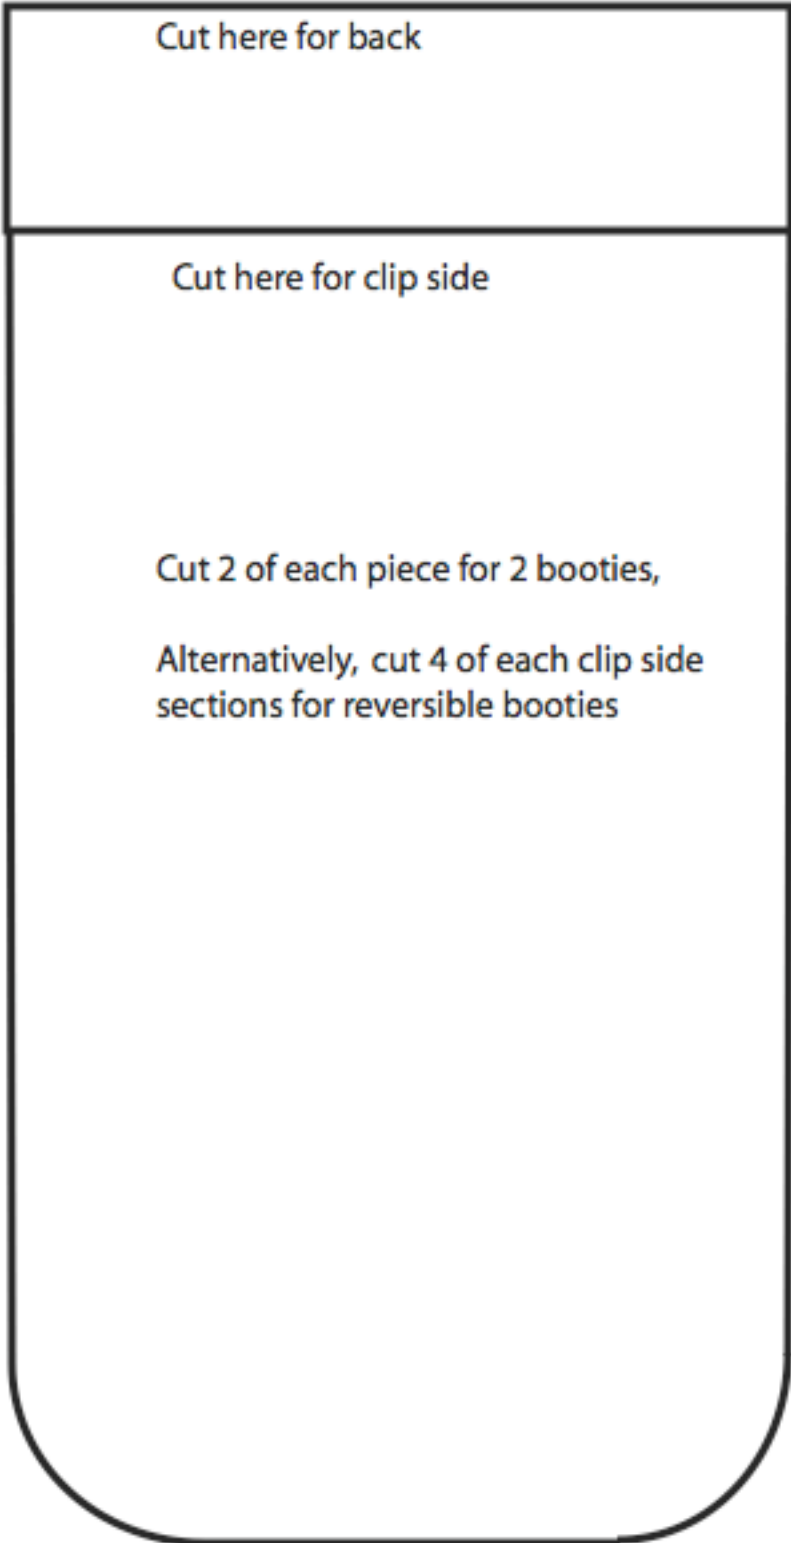 Cut here for back
Cut here for clip side
Cut 2 of each piece for 2 booties,
Alternatively, cut 4 of each clip side
sections for reversible booties